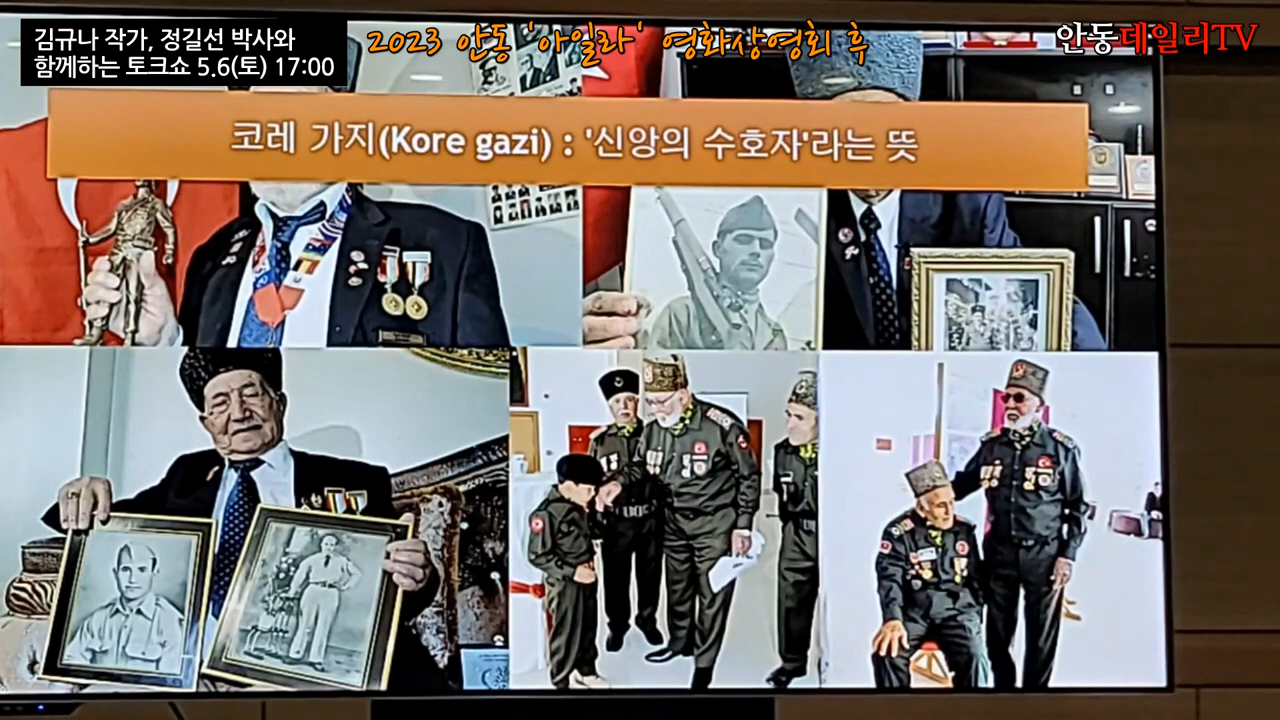 김규나 작가, 정길선 박사와
함께하는 토크쇼 5.6(토) 17:00
2023 안동 '아일라' 영화상영회 후
안동데일리TV
코레 가지(Kore gazi) : '신앙의 수호자'라는 뜻